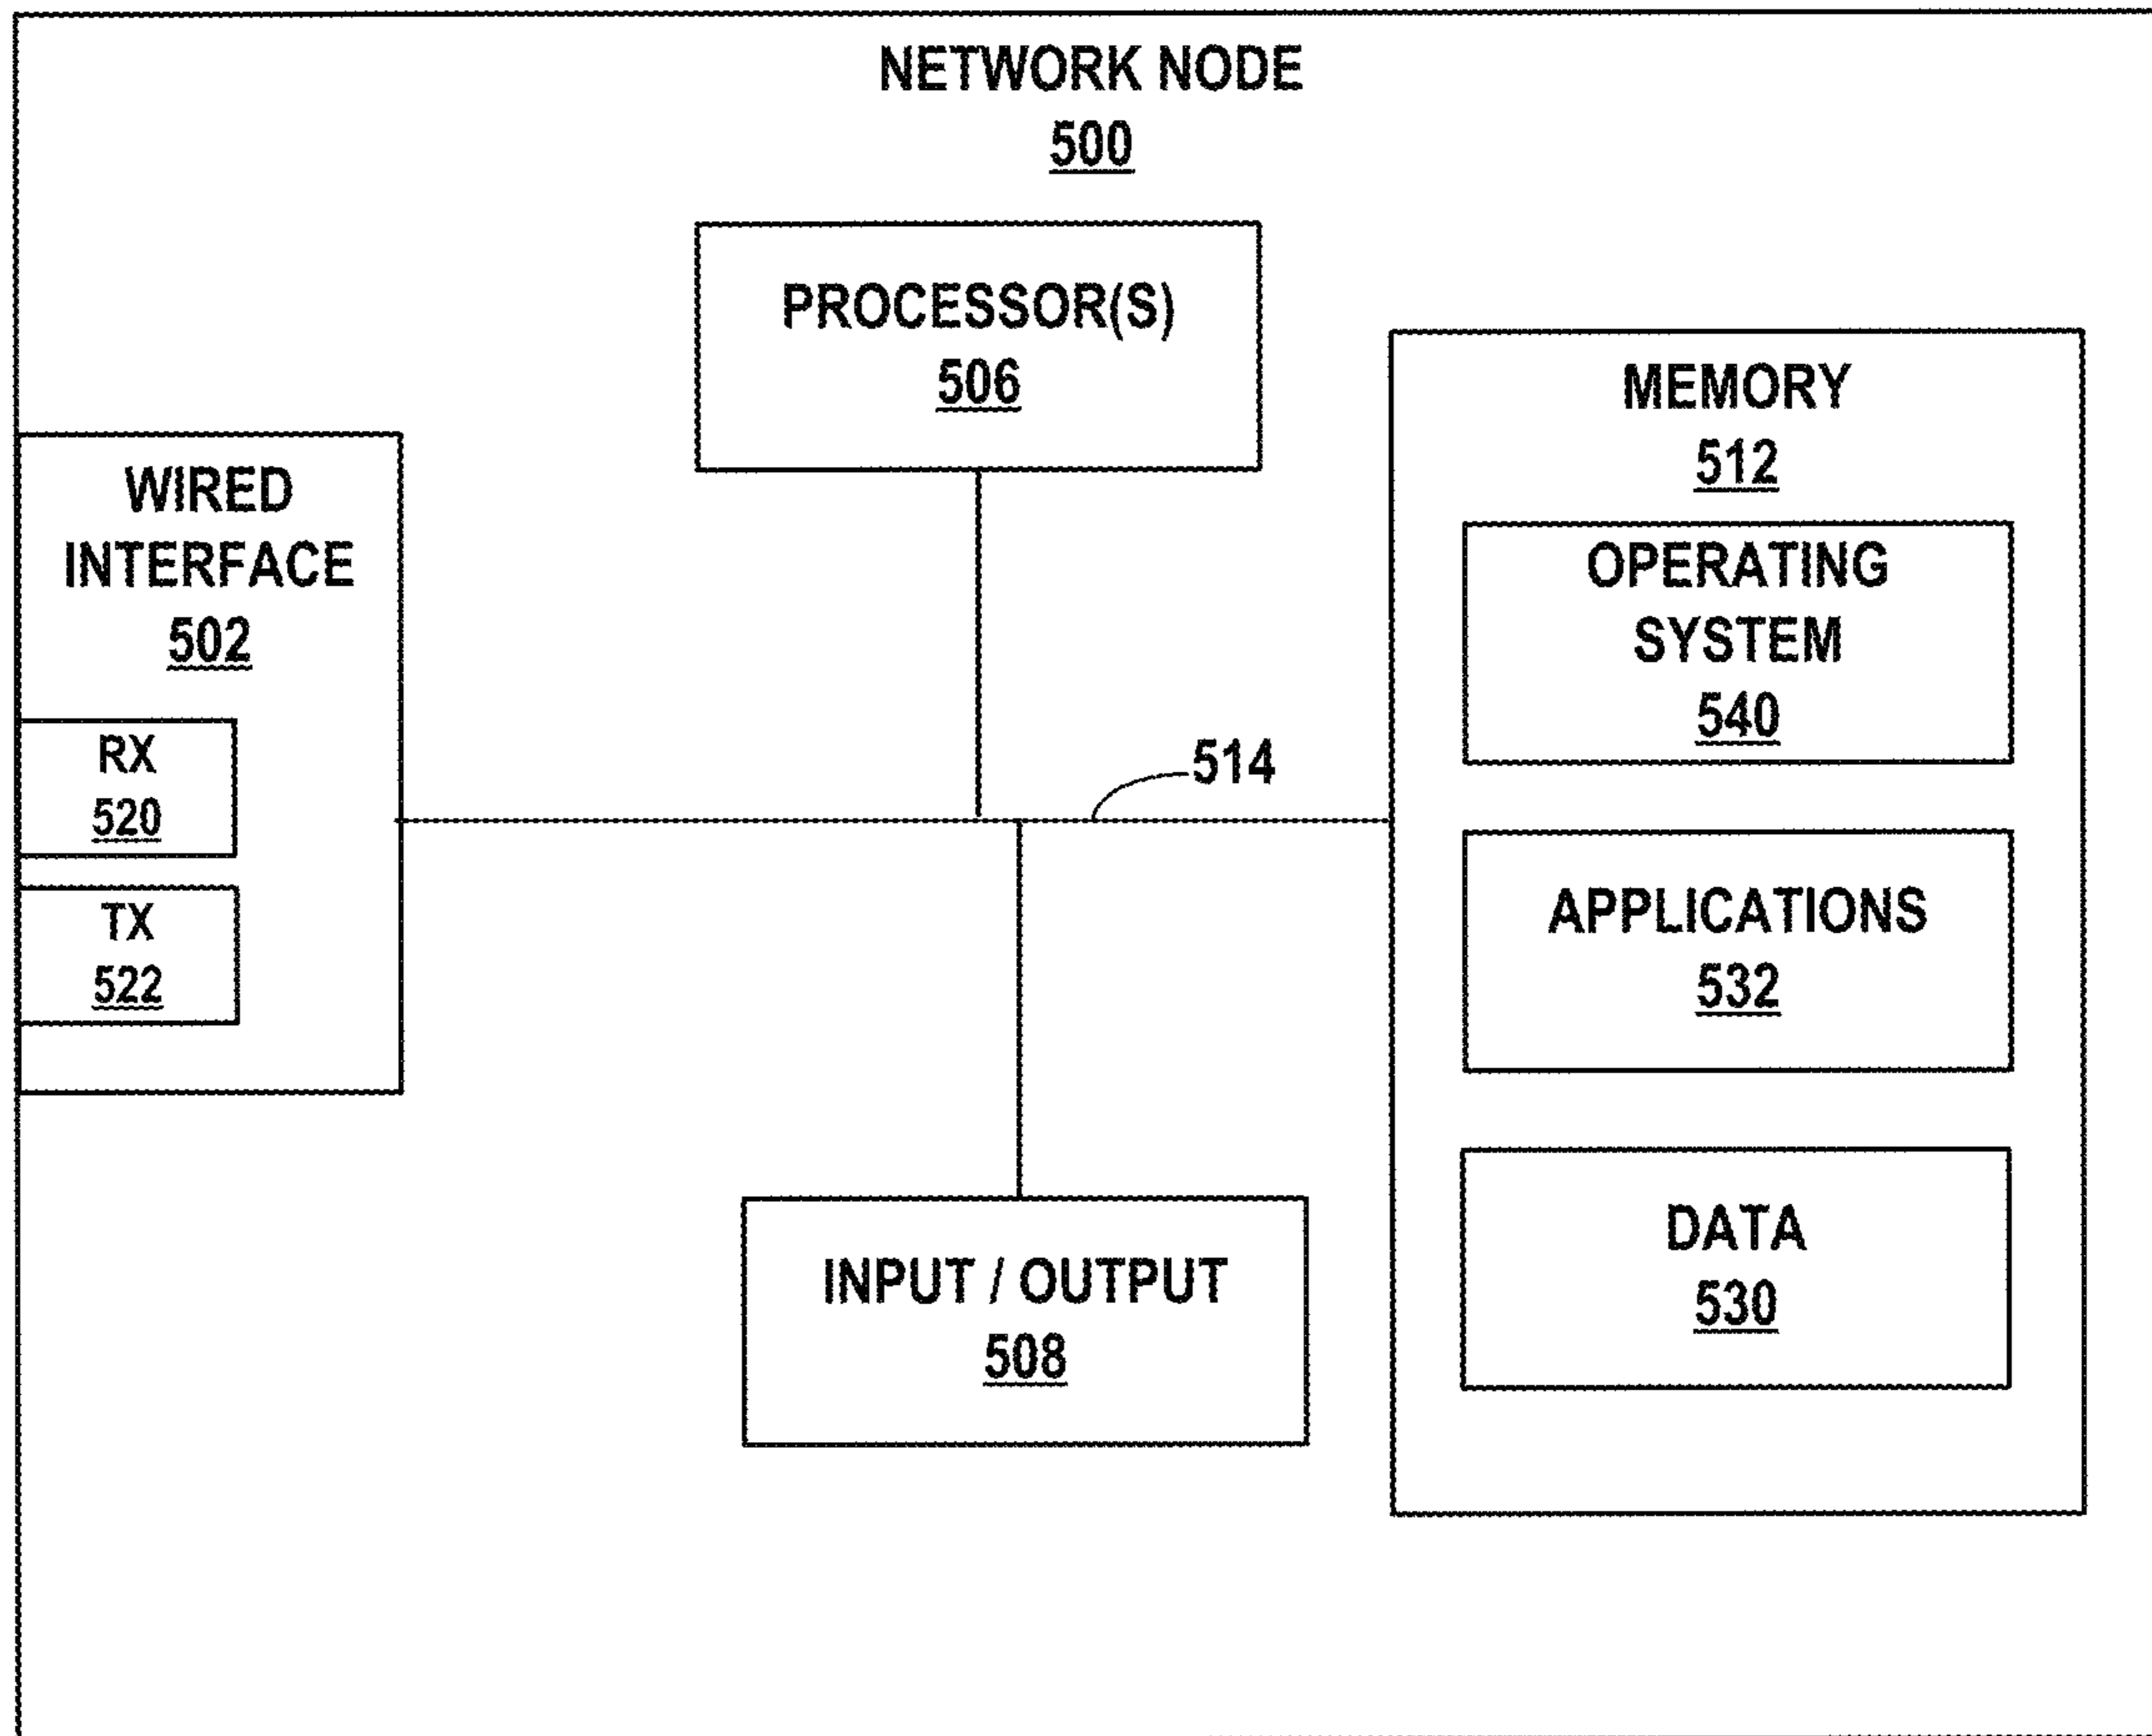 NETWORK NODE
500
PROCESSOR(S)
506
MEMORY
512
WIRED
INTERFACE
502
OPERATING
SYSTEM
540
RX
520
514
TX
522
APPLICATIONS
532
INPUT / OUTPUT
508
DATA
530